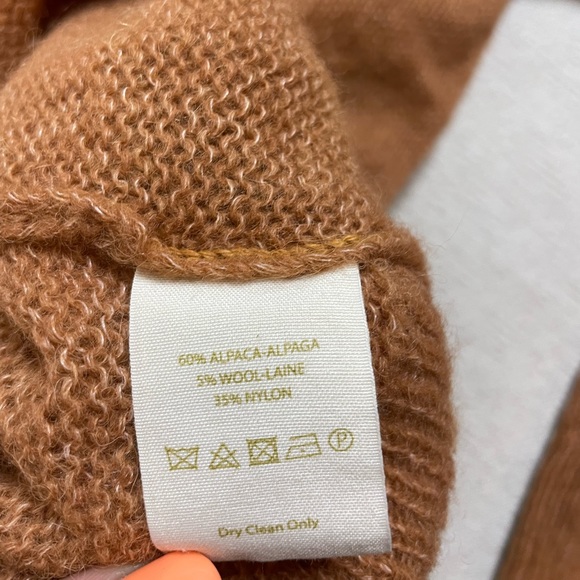 60% ALPACA-ALPAGA
5% WOOL-LAINE
35% NYLON
P
Dry Clean Only